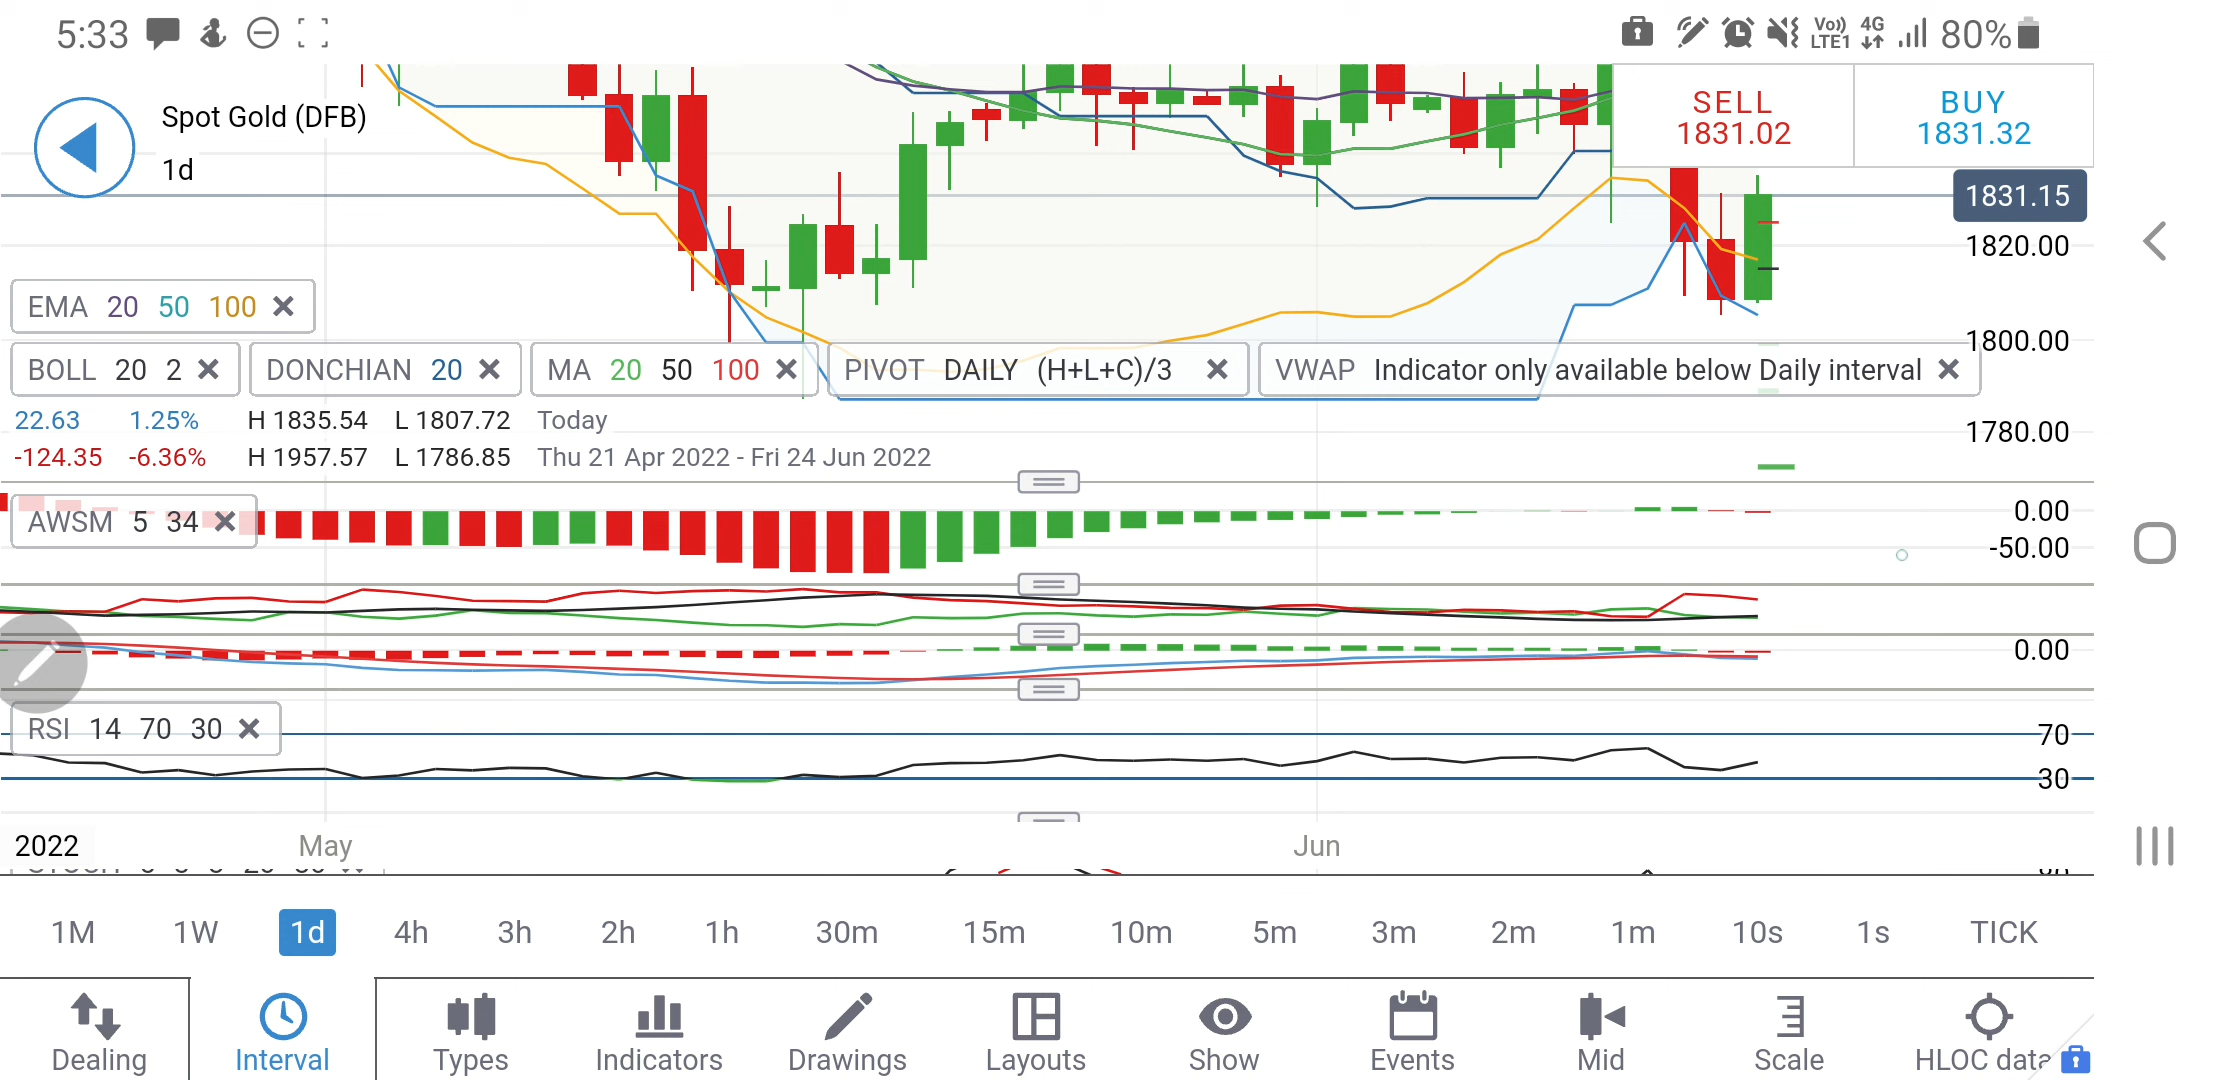 5:33
Vo)) LTE1 4G 80%
Spot Gold (DFB)
1d
SELL
1831.02
BUY
1831.32
1831.15
1820.00
1800.00
1780.00
EMA 20 50 100
BOLL 20 2
DONCHIAN 20
MA 20 50 100
PIVOT DAILY (H+L+C)/3
VWAP Indicator only available below Daily interval
22.63 1.25% H 1835.54 L 1807.72 Today
-124.35 -6.36% H 1957.57 L 1786.85 Thu 21 Apr 2022 - Fri 24 Jun 2022
AWSM 5 34
0.00
-50.00
0.00
RSI 14 70 30
70
30
2022 May Jun
1M 1W 1d 4h 3h 2h 1h 30m 15m 10m 5m 3m 2m 1m 10s 1s TICK
Dealing Interval Types Indicators Drawings Layouts Show Events Mid Scale HLOC data